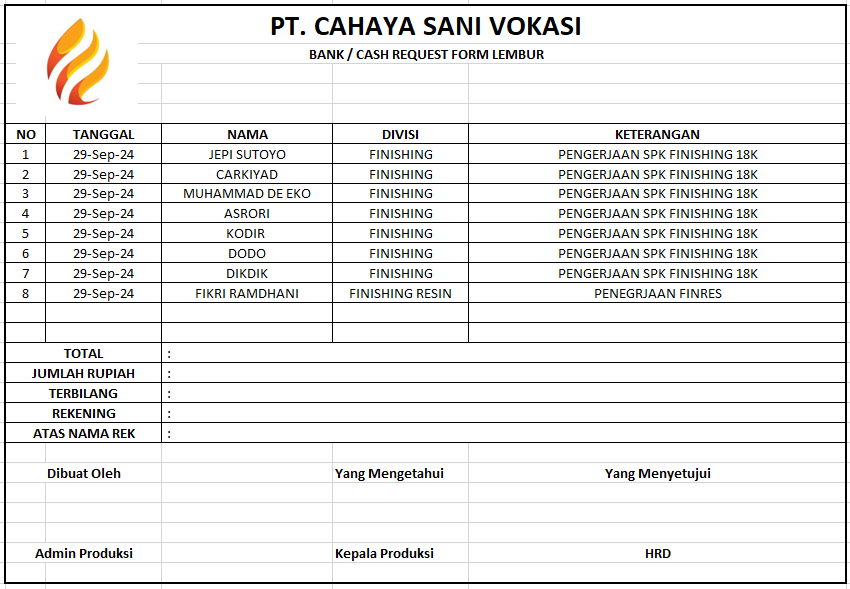 PT. CAHAYA SANI VOKASI
BANK / CASH REQUEST FORM LEMBUR
NO TANGGAL NAMA DIVISI KETERANGAN
1 29-Sep-24 JEPI SUTOYO FINISHING PENGERJAAN SPK FINISHING 18K
2 29-Sep-24 CARKIYAD FINISHING PENGERJAAN SPK FINISHING 18K
3 29-Sep-24 MUHAMMAD DE EKO FINISHING PENGERJAAN SPK FINISHING 18K
4 29-Sep-24 ASRORI FINISHING PENGERJAAN SPK FINISHING 18K
5 29-Sep-24 KODIR FINISHING PENGERJAAN SPK FINISHING 18K
6 29-Sep-24 DODO FINISHING PENGERJAAN SPK FINISHING 18K
7 29-Sep-24 DIKDIK FINISHING PENGERJAAN SPK FINISHING 18K
8 29-Sep-24 FIKRI RAMDHANI FINISHING RESIN PENEGRJAAN FINRES
TOTAL :
JUMLAH RUPIAH :
TERBILANG :
REKENING :
ATAS NAMA REK :
Dibuat Oleh Yang Mengetahui Yang Menyetujui
Admin Produksi Kepala Produksi HRD